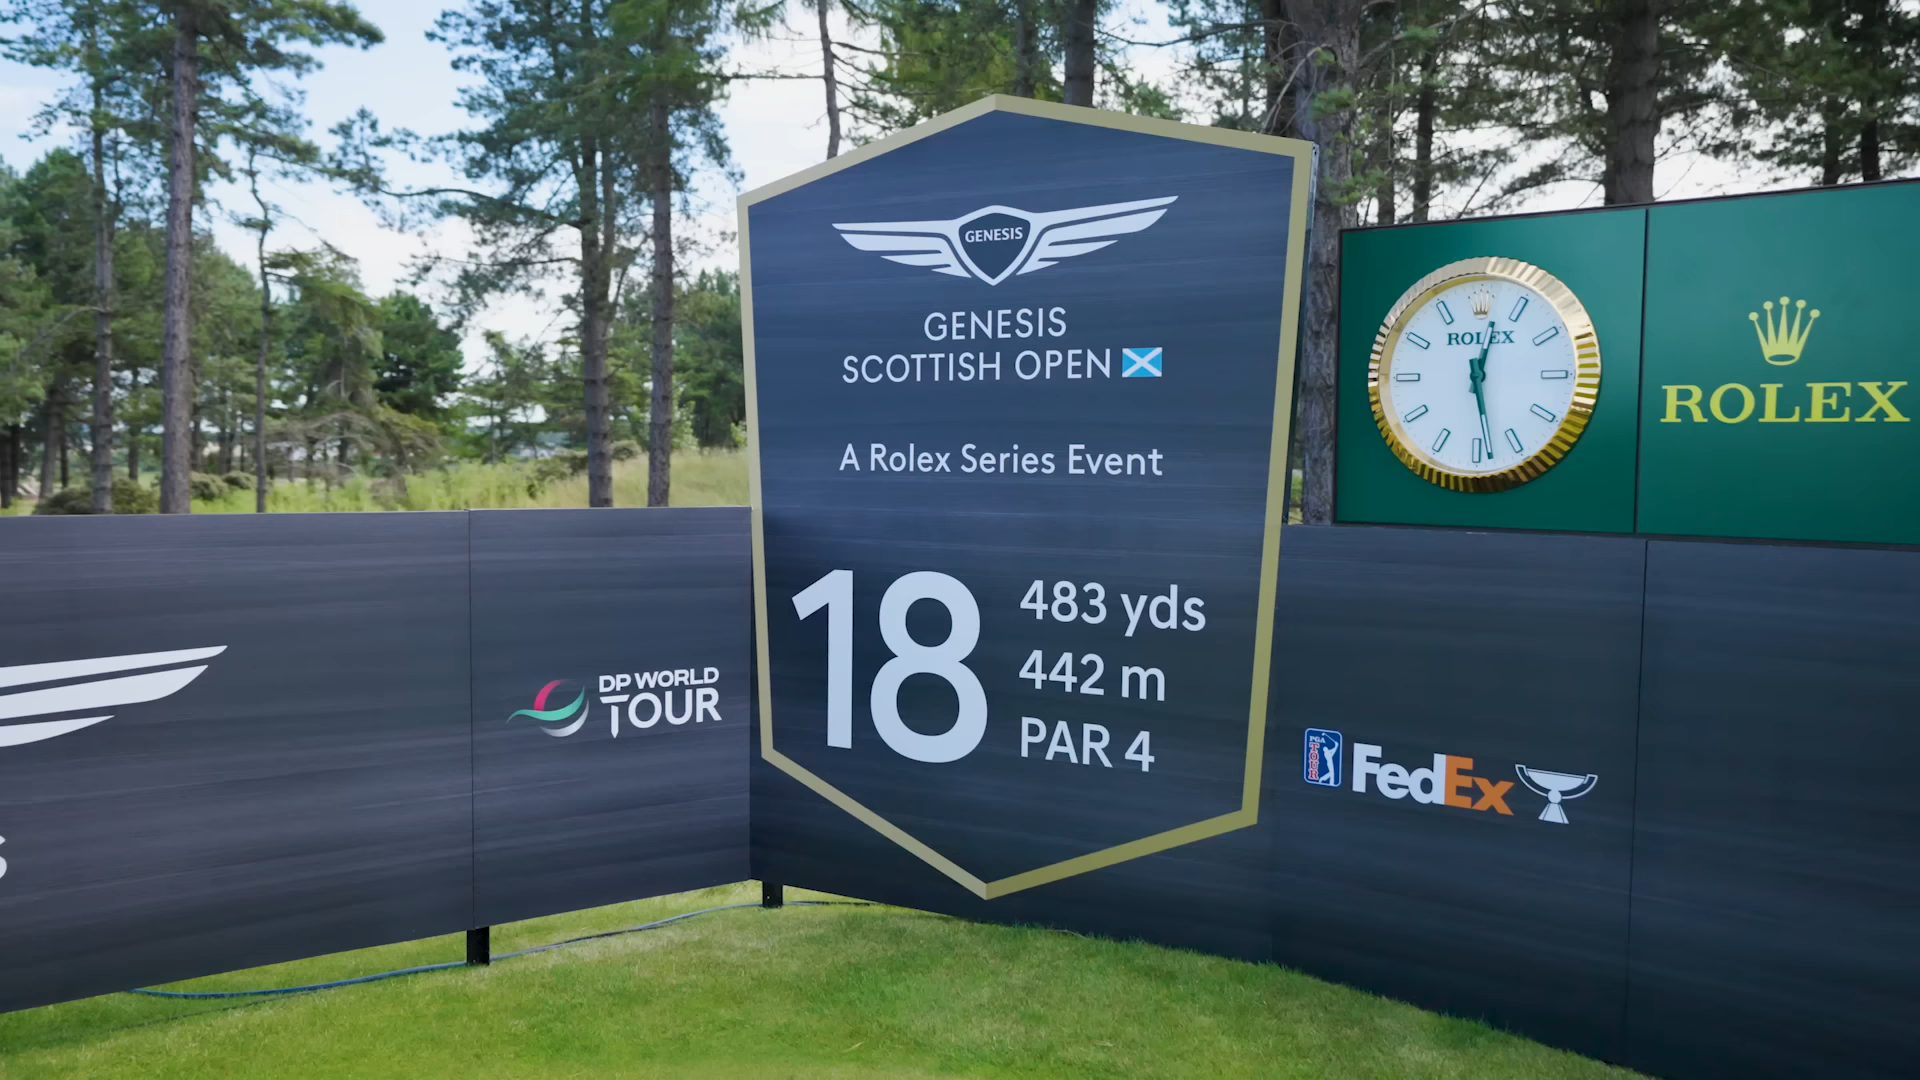 GENESIS
GENESIS
SCOTTISH OPEN
A Rolex Series Event
18
483 yds
442 m
PAR 4
ROLEX
ROLEX
DP WORLD
TOUR
PGA
TOUR
FedEx
S